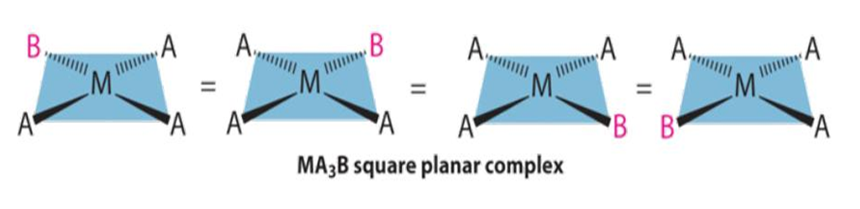 B A = A B = A A = A A
M M M M
A A A A A B B A
MA₃B square planar complex